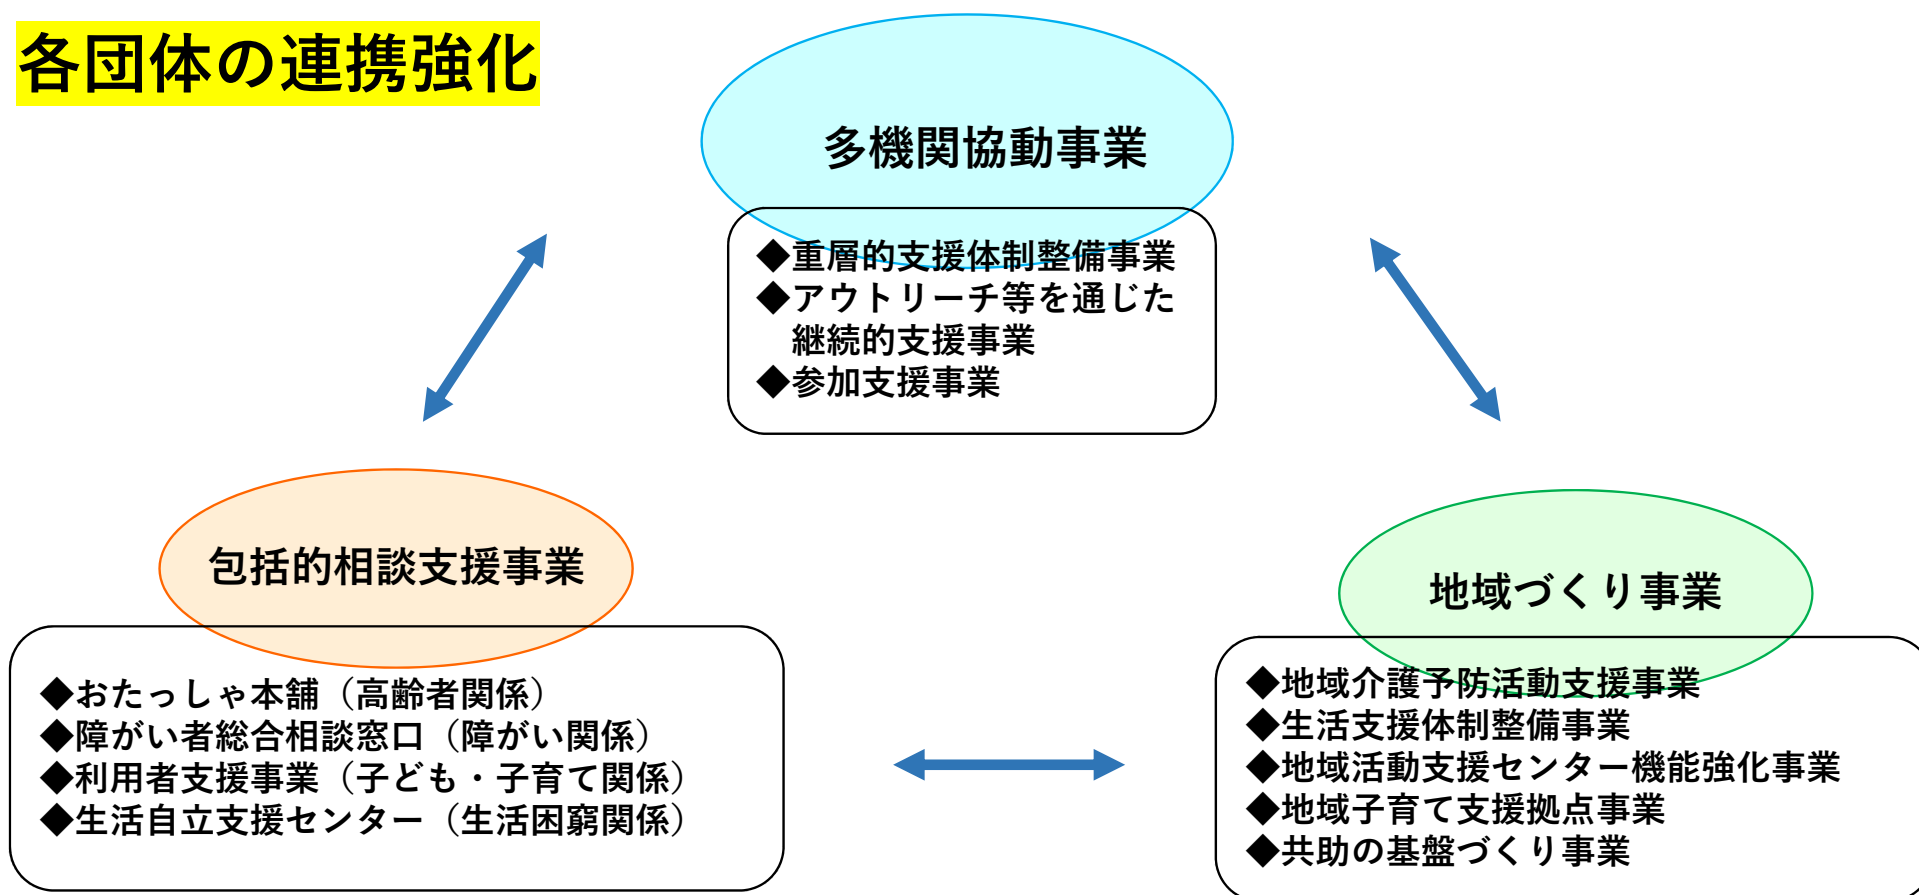 各団体の連携強化
多機関協動事業
◆重層的支援体制整備事業
◆アウトリーチ等を通じた
継続的支援事業
◆参加支援事業
包括的相談支援事業
◆おたっしゃ本舗（高齢者関係）
◆障がい者総合相談窓口（障がい関係）
◆利用者支援事業（子ども・子育て関係）
◆生活自立支援センター（生活困窮関係）
地域づくり事業
◆地域介護予防活動支援事業
◆生活支援体制整備事業
◆地域活動支援センター機能強化事業
◆地域子育て支援拠点事業
◆共助の基盤づくり事業